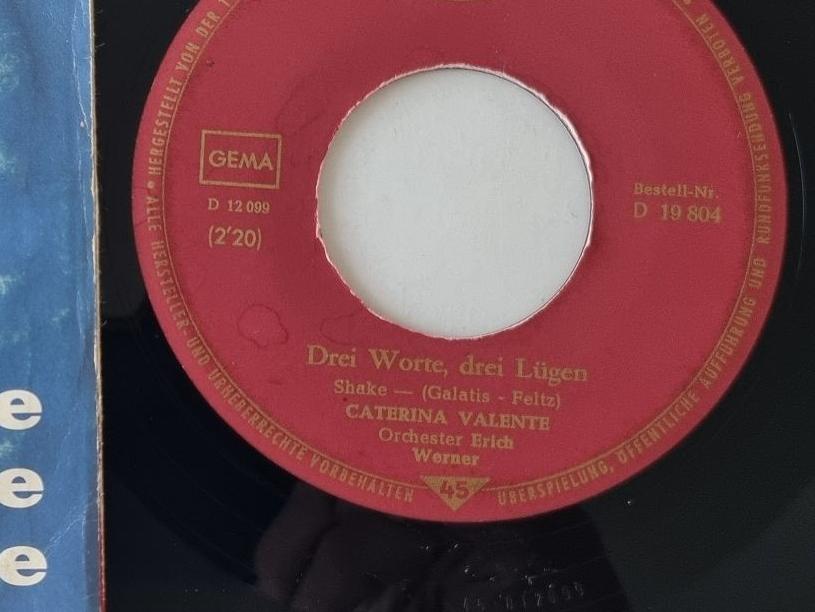 ALLE HERSTELLER-UND URHEBERRECHTE VORBEHALTEN
HERGESTELLT VON DER
ÜBERSPIELUNG, ÖFFENTLICHE AUFFÜHRUNG UND RUNDFUNKSENDUNG VERBOTEN
GEMA
D 12 099
(2'20)
Bestell-Nr.
D 19 804
Drei Worte, drei Lügen
Shake — (Galatis - Feltz)
CATERINA VALENTE
Orchester Erich
Werner
45
e
e
e